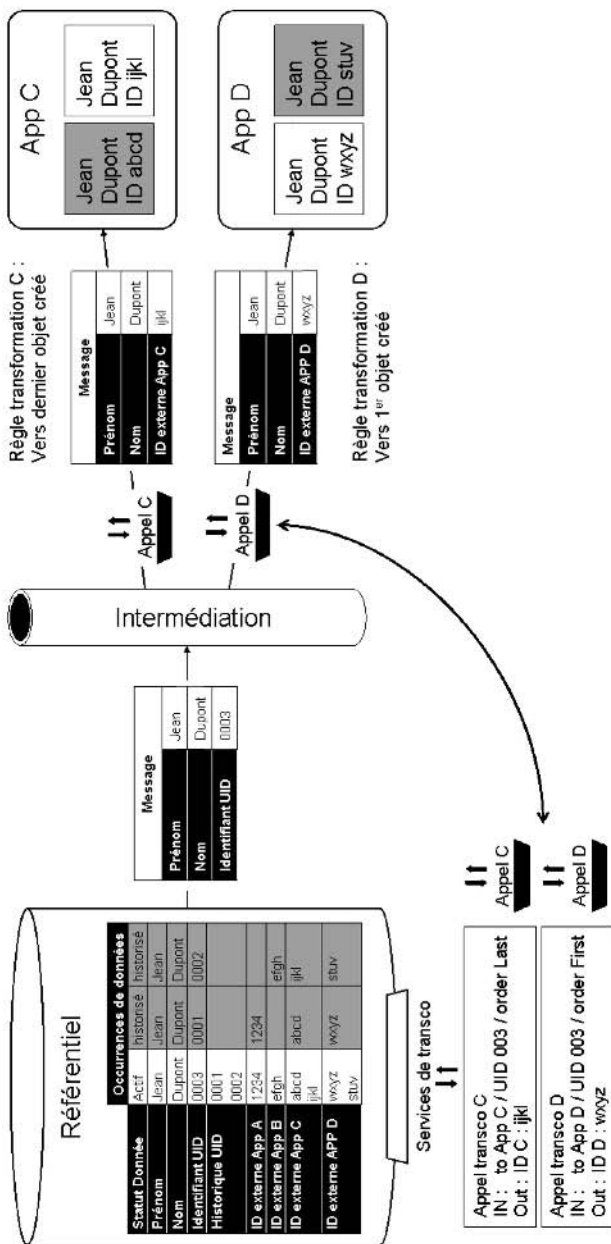 Référentiel
Occurrences de données
Statut Donnée Actif historisé historisé
Prénom Jean Jean Jean
Nom Dupont Dupont Dupont
Identifiant UID 0003 0001 0002
Historique UID 0001
0002
ID externe App A 1234 1234
ID externe App B efgh efgh
ID externe App C abcd abcd ijkl
ijkl
ID externe APP D wxyz wxyz stuv
stuv
Services de transco
Message
Prénom Jean
Nom Dupont
Identifiant UID 0003
Intermédiation
Appel C
Appel D
Règle transformation C :
Vers dernier objet créé
Message
Prénom Jean
Nom Dupont
ID externe App C ijkl
Message
Prénom Jean
Nom Dupont
ID externe APP D wxyz
Règle transformation D :
Vers 1er objet créé
App C
Jean
Dupont
ID abcd
Jean
Dupont
ID ijkl
App D
Jean
Dupont
ID wxyz
Jean
Dupont
ID stuv
Appel transco C
IN : to App C / UID 003 / order Last
Out : ID C : ijkl
Appel C
Appel transco D
IN : to App D / UID 003 / order First
Out : ID D : wxyz
Appel D